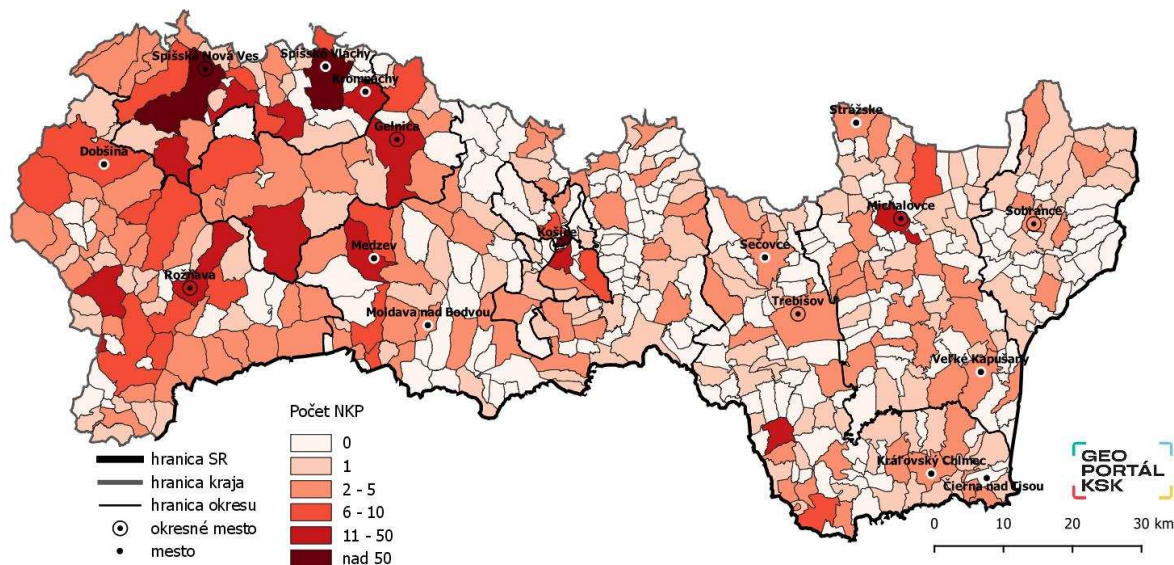 Spišská Nová Ves
Spišské Vlachy
Krompachy
Gelnica
Dobšiná
Strážske
Michalovce
Sobrance
Košice
Sečovce
Medzev
Rožňava
Trebišov
Moldava nad Bodvou
Veľké Kapušany
Kráľovský Chlmec
Čierna nad Tisou
Počet NKP
0
1
2 - 5
6 - 10
11 - 50
nad 50
hranica SR
hranica kraja
hranica okresu
okresné mesto
mesto
GEO
PORTÁL
KSK
0 10 20 30 km